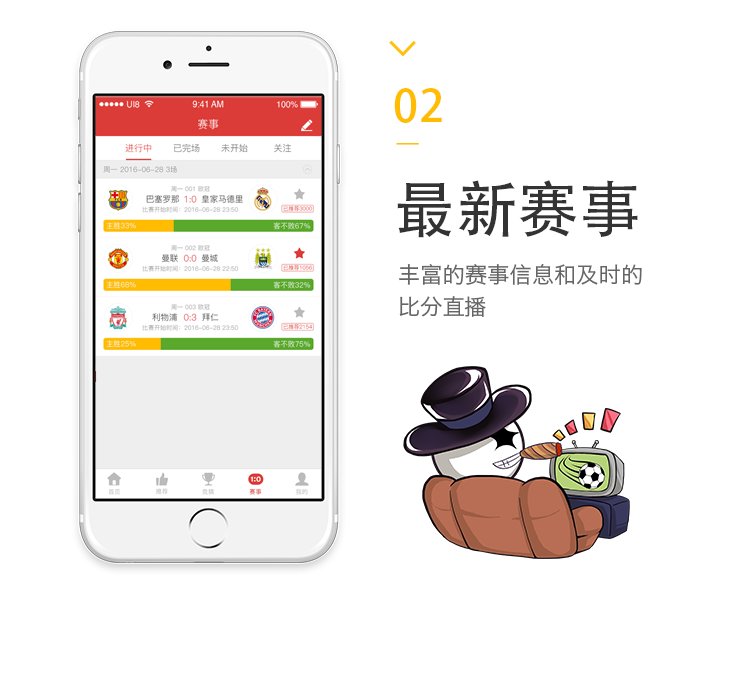 UI8 9:41 AM 100%
赛事
进行中 已完场 未开始 关注
周一 2016-06-28 3场
周一 001 欧冠
巴塞罗那 1:0 皇家马德里
比赛开始时间：2016-06-28 23:50
已推荐3000
主胜33% 客不败67%
周一 002 欧冠
曼联 0:0 曼城
比赛开始时间：2016-06-28 22:50
已推荐1056
主胜68% 客不败32%
周一 003 欧冠
利物浦 0:3 拜仁
比赛开始时间：2016-06-28 23:50
已推荐2154
主胜25% 客不败75%
1:0
首页 推荐 竞猜 赛事 我的
02
最新赛事
丰富的赛事信息和及时的
比分直播